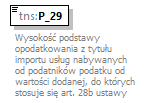 tns:P_29
Wysokość podstawy
opodatkowania z tytułu
importu usług nabywanych
od podatników podatku od
wartości dodanej, do których
stosuje się art. 28b ustawy